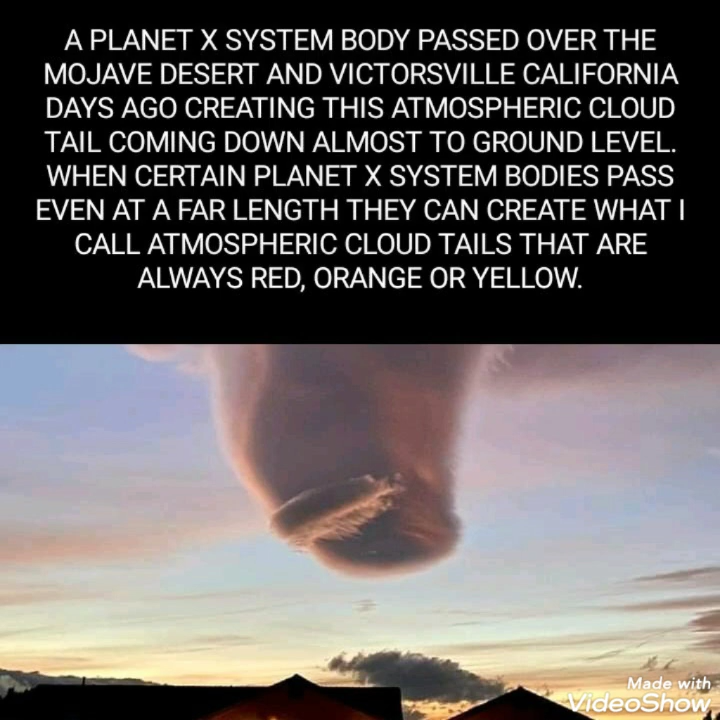 A PLANET X SYSTEM BODY PASSED OVER THE
MOJAVE DESERT AND VICTORSVILLE CALIFORNIA
DAYS AGO CREATING THIS ATMOSPHERIC CLOUD
TAIL COMING DOWN ALMOST TO GROUND LEVEL.
WHEN CERTAIN PLANET X SYSTEM BODIES PASS
EVEN AT A FAR LENGTH THEY CAN CREATE WHAT I
CALL ATMOSPHERIC CLOUD TAILS THAT ARE
ALWAYS RED, ORANGE OR YELLOW.
Made with
VideoShow